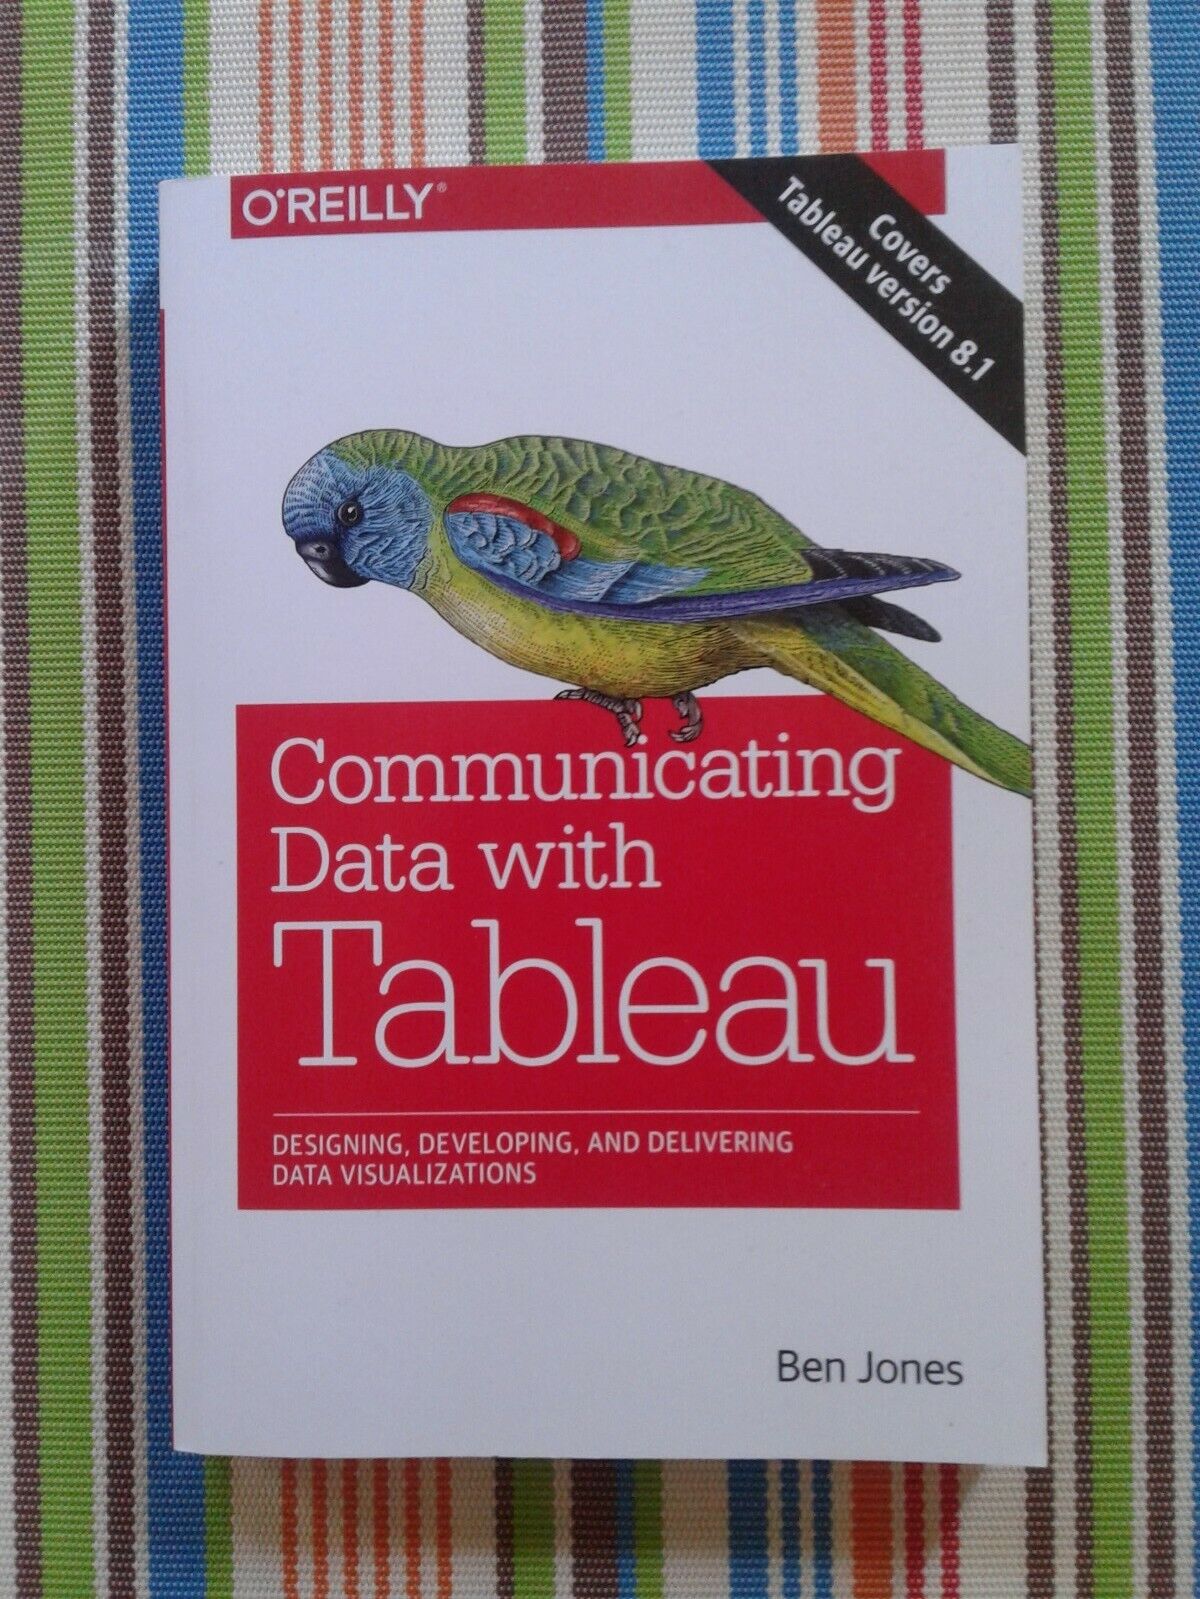 O'REILLY®
Covers
Tableau version 8.1
Communicating
Data with
Tableau
DESIGNING, DEVELOPING, AND DELIVERING
DATA VISUALIZATIONS
Ben Jones